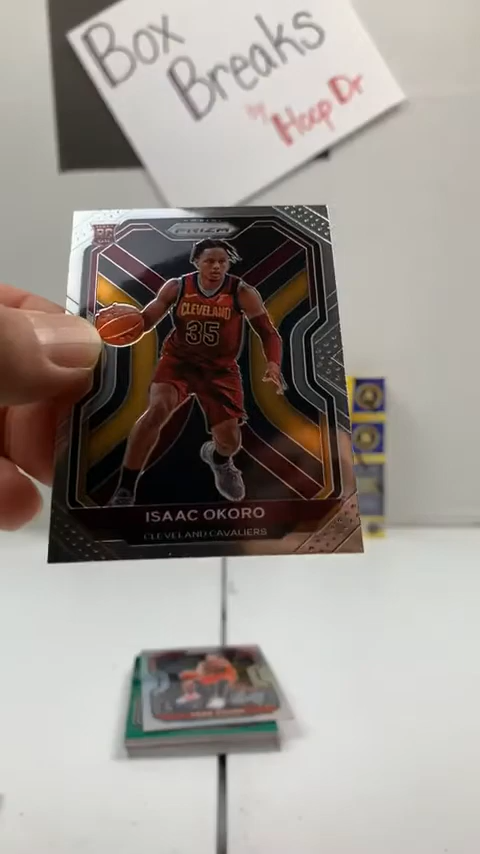 Box
Breaks
by Hoop Dr
RC
PRIZM
CLEVELAND
35
ISAAC OKORO
CLEVELAND CAVALIERS